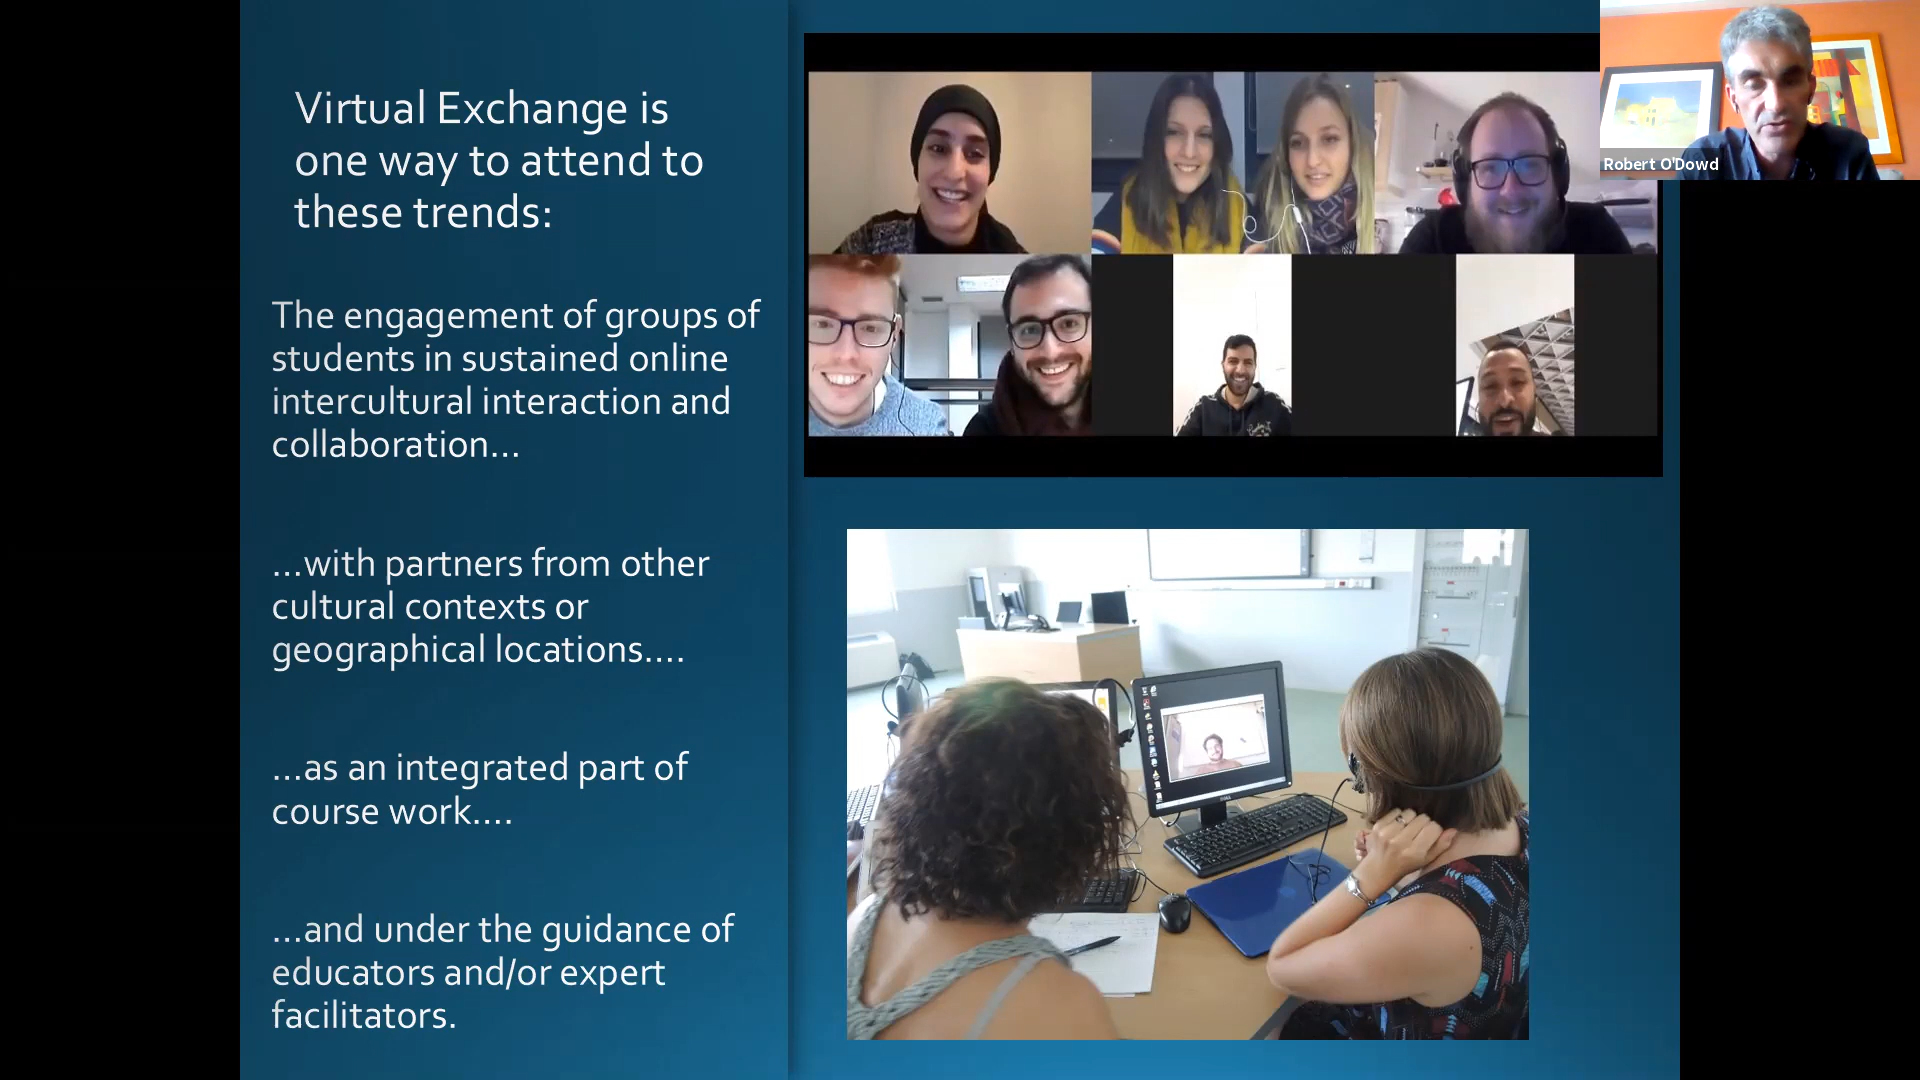 Virtual Exchange is
one way to attend to
these trends:
The engagement of groups of
students in sustained online
intercultural interaction and
collaboration...
...with partners from other
cultural contexts or
geographical locations....
...as an integrated part of
course work....
...and under the guidance of
educators and/or expert
facilitators.
Robert O'Dowd